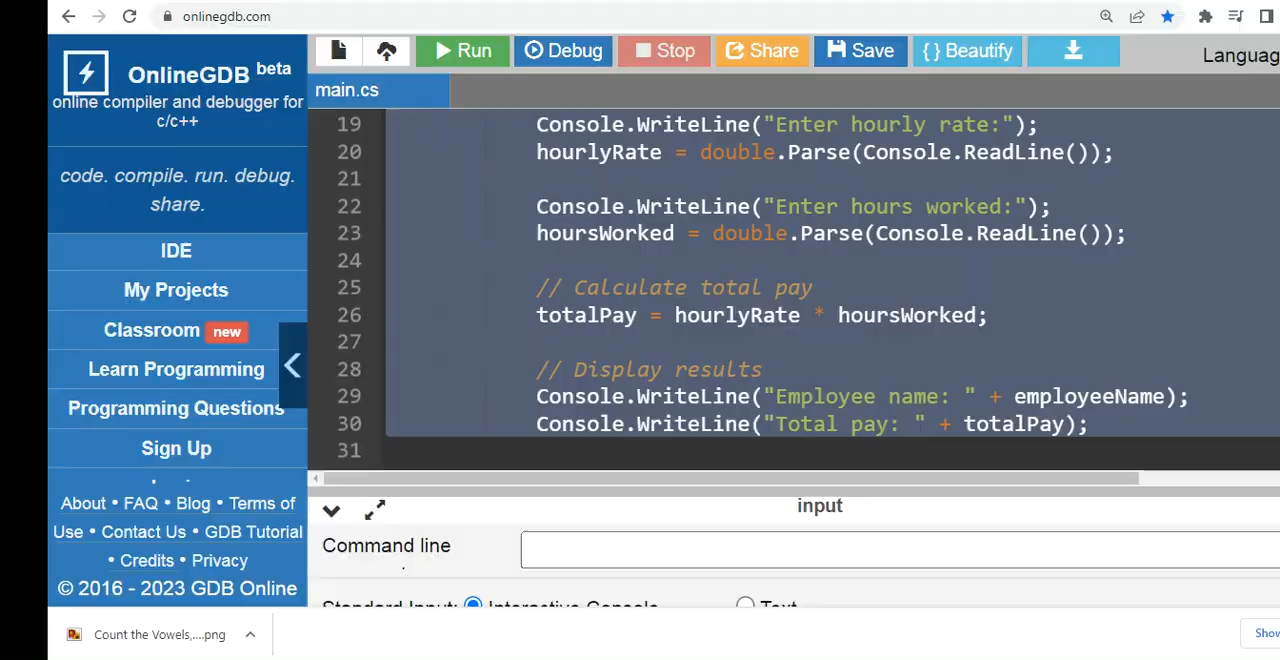 onlinegdb.com
OnlineGDB beta
online compiler and debugger for
c/c++
code. compile. run. debug.
share.
IDE
My Projects
Classroom new
Learn Programming
Programming Questions
Sign Up
About • FAQ • Blog • Terms of
Use • Contact Us • GDB Tutorial
• Credits • Privacy
© 2016 - 2023 GDB Online
Run Debug Stop Share Save { } Beautify
Languag
main.cs
19 Console.WriteLine("Enter hourly rate:");
20 hourlyRate = double.Parse(Console.ReadLine());
21
22 Console.WriteLine("Enter hours worked:");
23 hoursWorked = double.Parse(Console.ReadLine());
24
25 // Calculate total pay
26 totalPay = hourlyRate * hoursWorked;
27
28 // Display results
29 Console.WriteLine("Employee name: " + employeeName);
30 Console.WriteLine("Total pay: " + totalPay);
31
input
Command line
Standard Input: Interactive Console Text
Count the Vowels,....png
Show